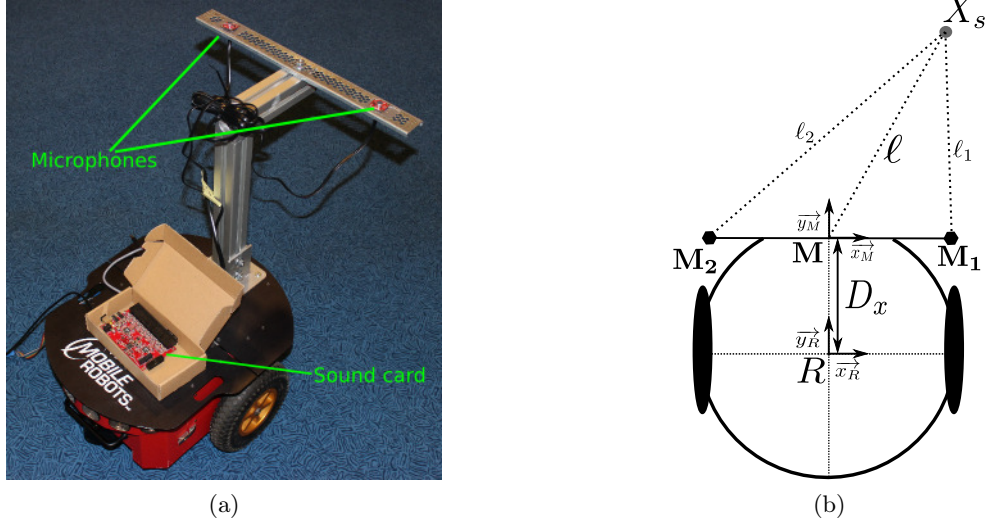 Microphones
MOBILE
ROBOTS
Sound card
(a)
X_s
ℓ_2
ℓ
ℓ_1
y_M
M_2
M
x_M
M_1
D_x
y_R
R
x_R
(b)